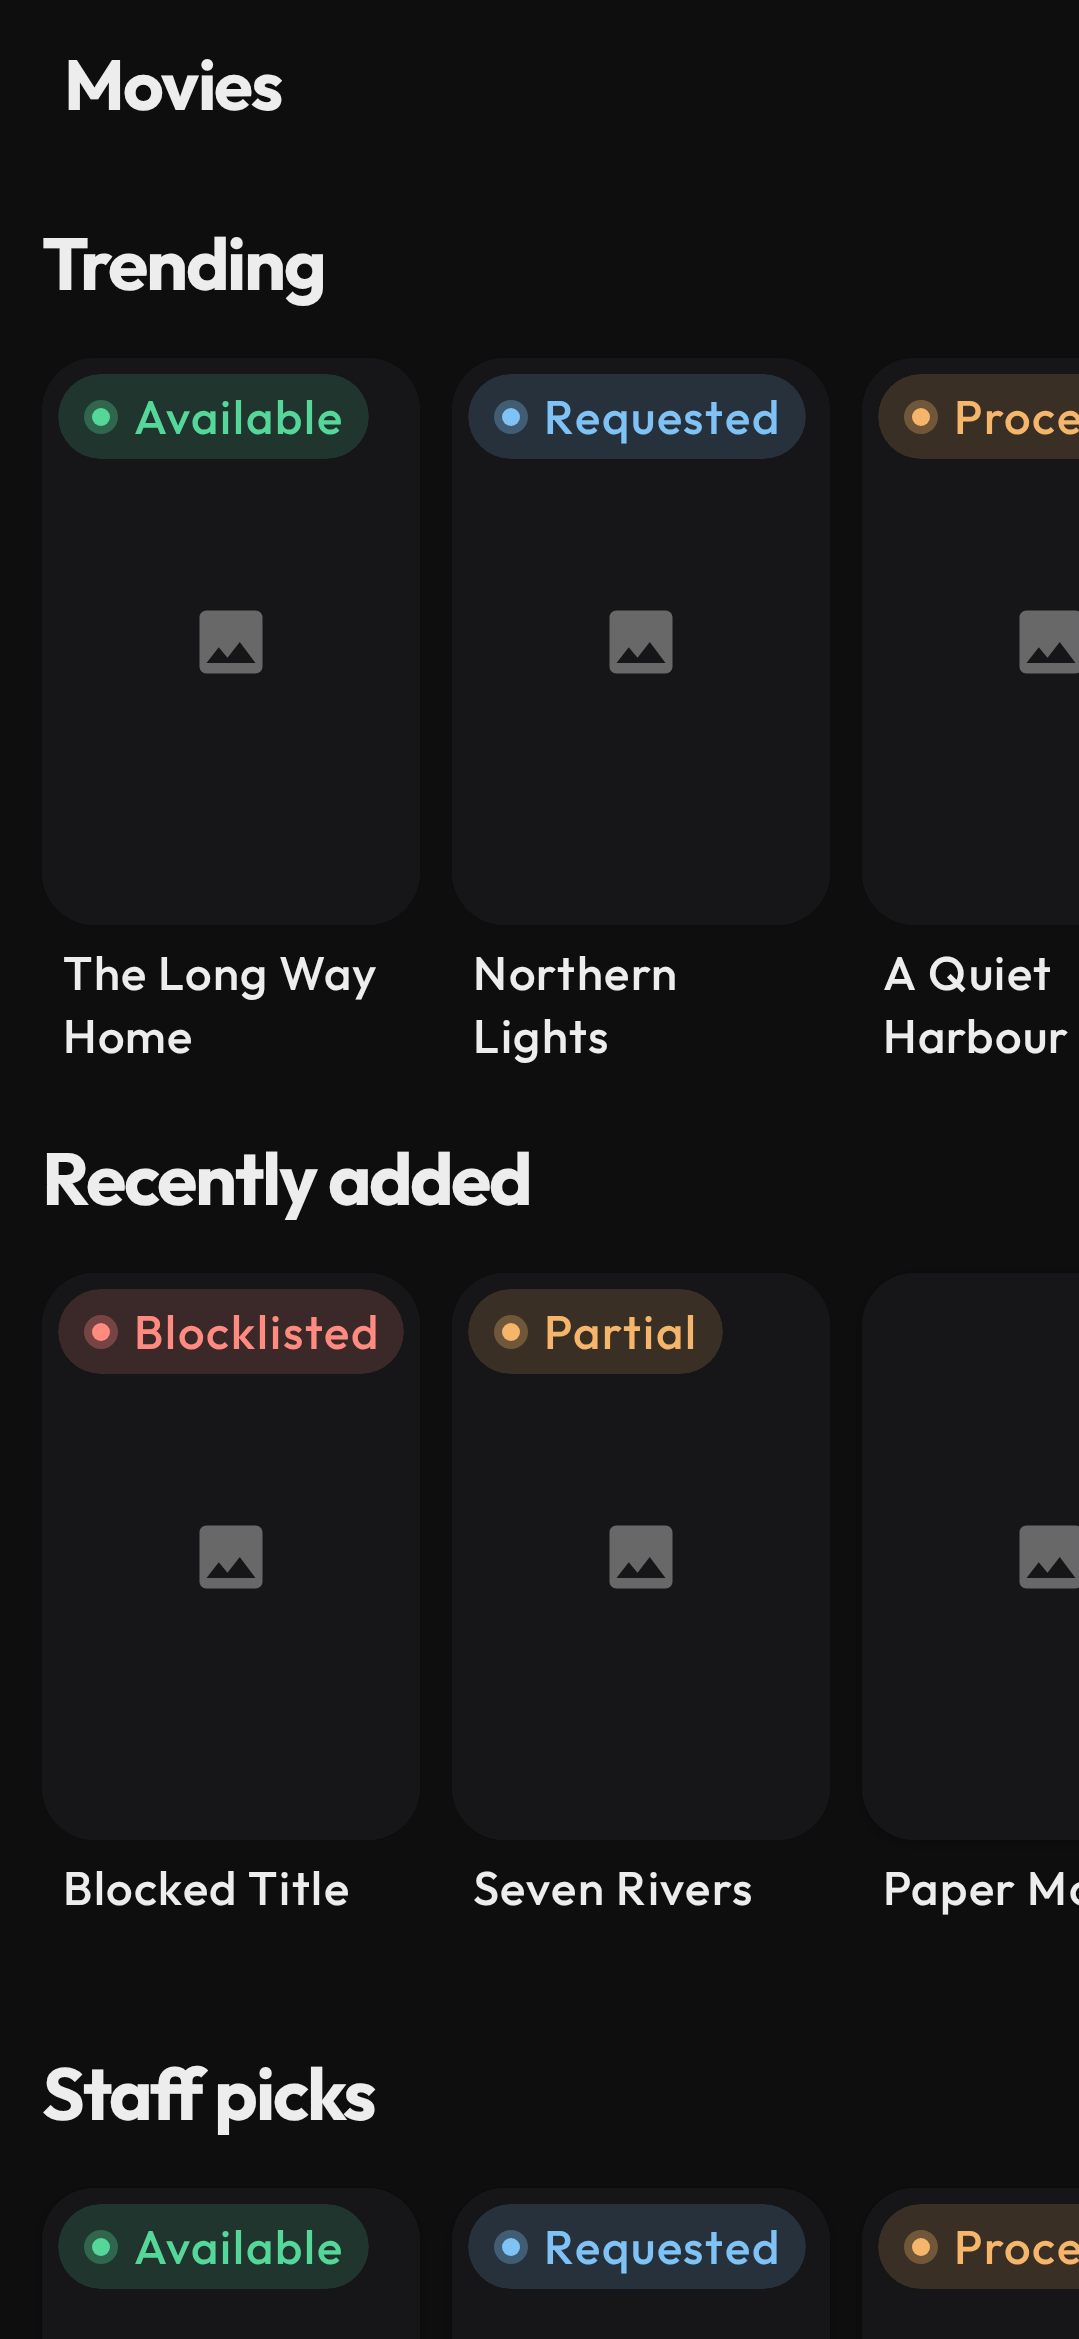 Movies
Trending
Available
Requested
The Long Way
Home
Northern
Lights
A Quiet
Harbour
Recently added
Blocklisted
Partial
Blocked Title
Seven Rivers
Paper
Staff picks
Available
Requested